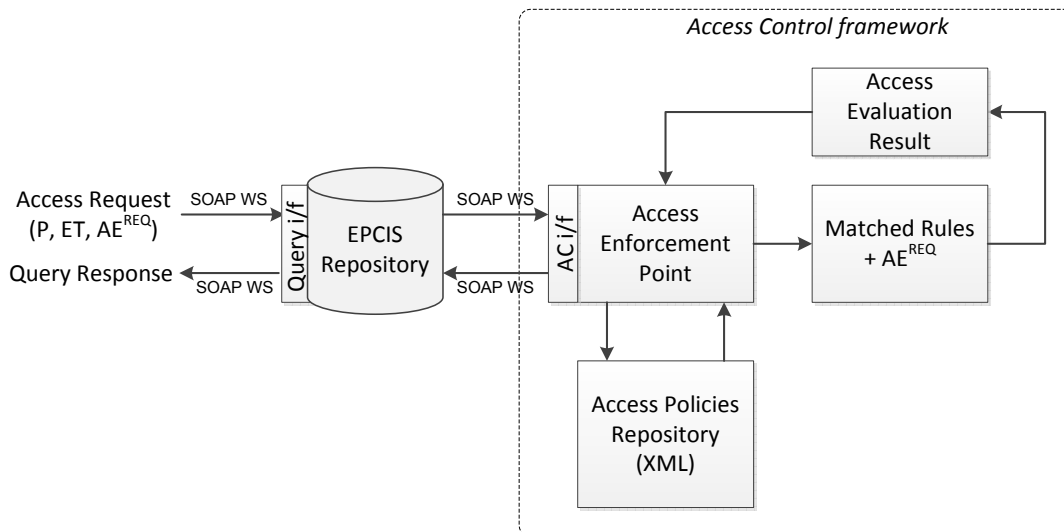 Access Control framework
Access
Evaluation
Result
Access Request
(P, ET, AE^REQ)
SOAP WS
Query i/f
EPCIS
Repository
SOAP WS
AC i/f
Access
Enforcement
Point
Matched Rules
+ AE^REQ
Query Response
SOAP WS
SOAP WS
Access Policies
Repository
(XML)